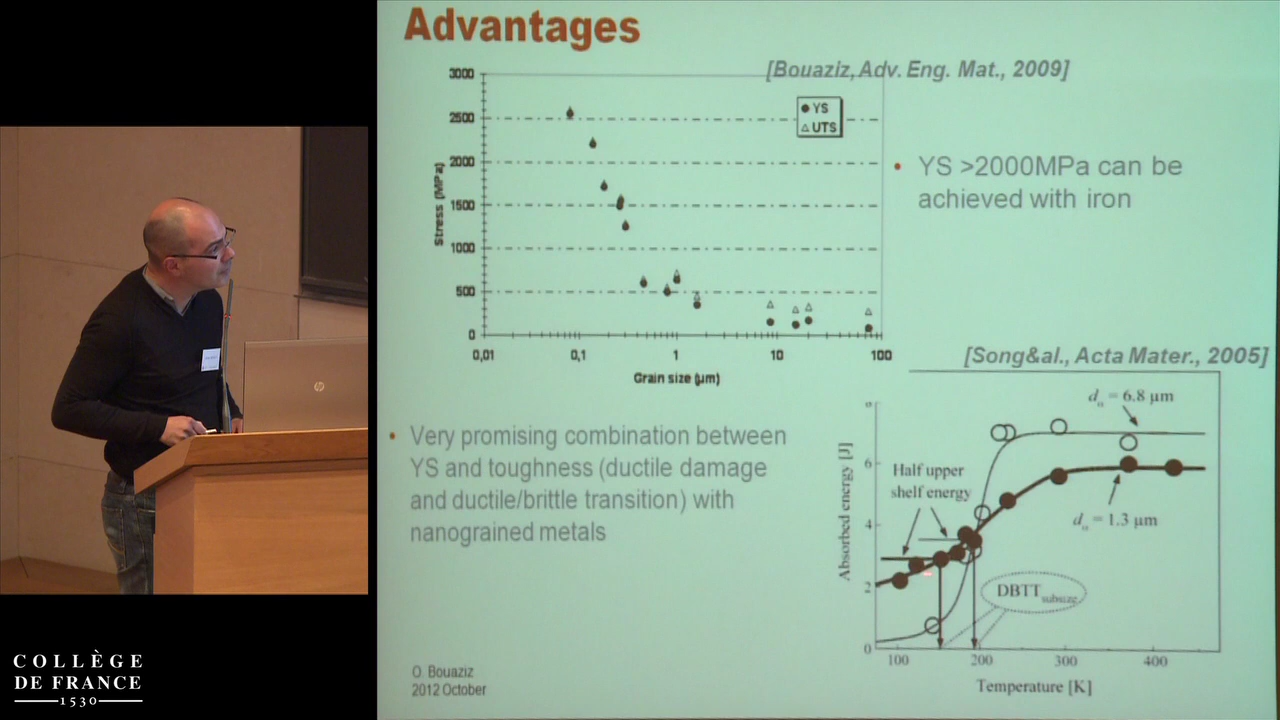 Advantages
[Bouaziz, Adv. Eng. Mat., 2009]
3000
2500
2000
1500
1000
500
0
Stress (MPa)
YS
UTS
0,01
0,1
1
10
100
Grain size (µm)
• YS >2000MPa can be
achieved with iron
• Very promising combination between
YS and toughness (ductile damage
and ductile/brittle transition) with
nanograined metals
[Song&al., Acta Mater., 2005]
8
6
4
2
0
Absorbed energy [J]
dα = 6.8 µm
Half upper
shelf energy
dα = 1.3 µm
DBTTsubsize
100
200
300
400
Temperature [K]
O. Bouaziz
2012 October
COLLÈGE
DE FRANCE
1530
hp